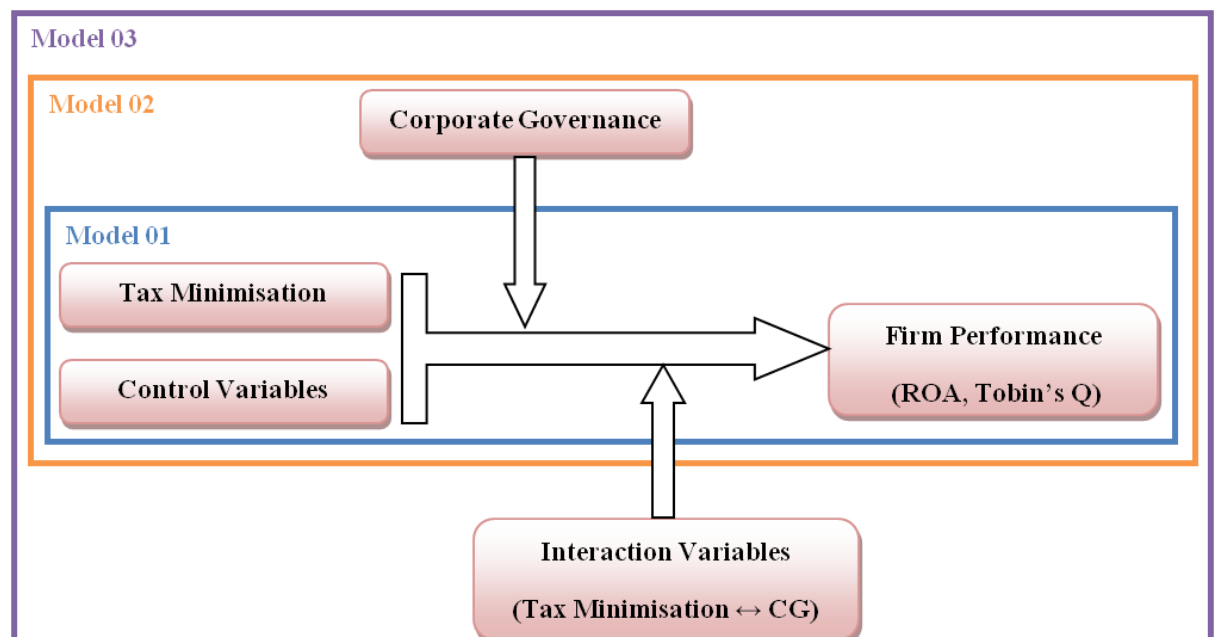 Model 03
Model 02
Corporate Governance
Model 01
Tax Minimisation
Control Variables
Firm Performance
(ROA, Tobin’s Q)
Interaction Variables
(Tax Minimisation ↔ CG)